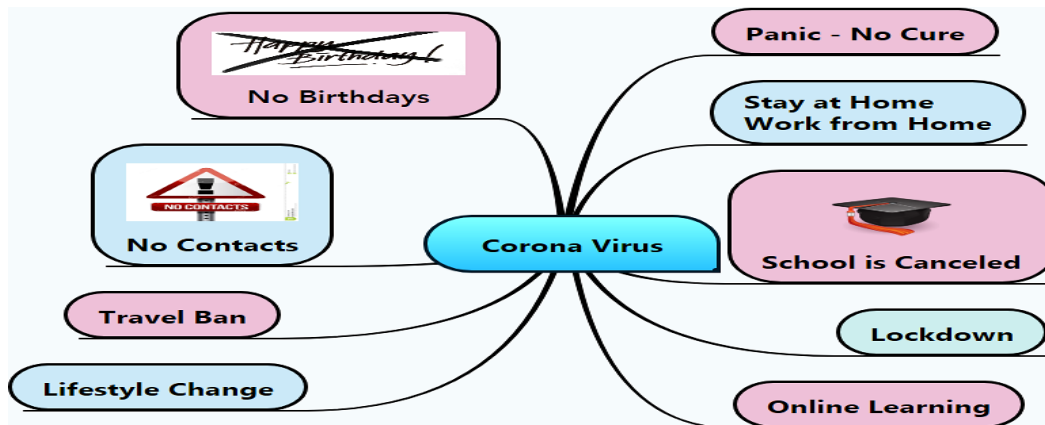 Happy
Birthday!
No Birthdays
NO CONTACTS
No Contacts
Travel Ban
Lifestyle Change
Corona Virus
Panic - No Cure
Stay at Home
Work from Home
School is Canceled
Lockdown
Online Learning